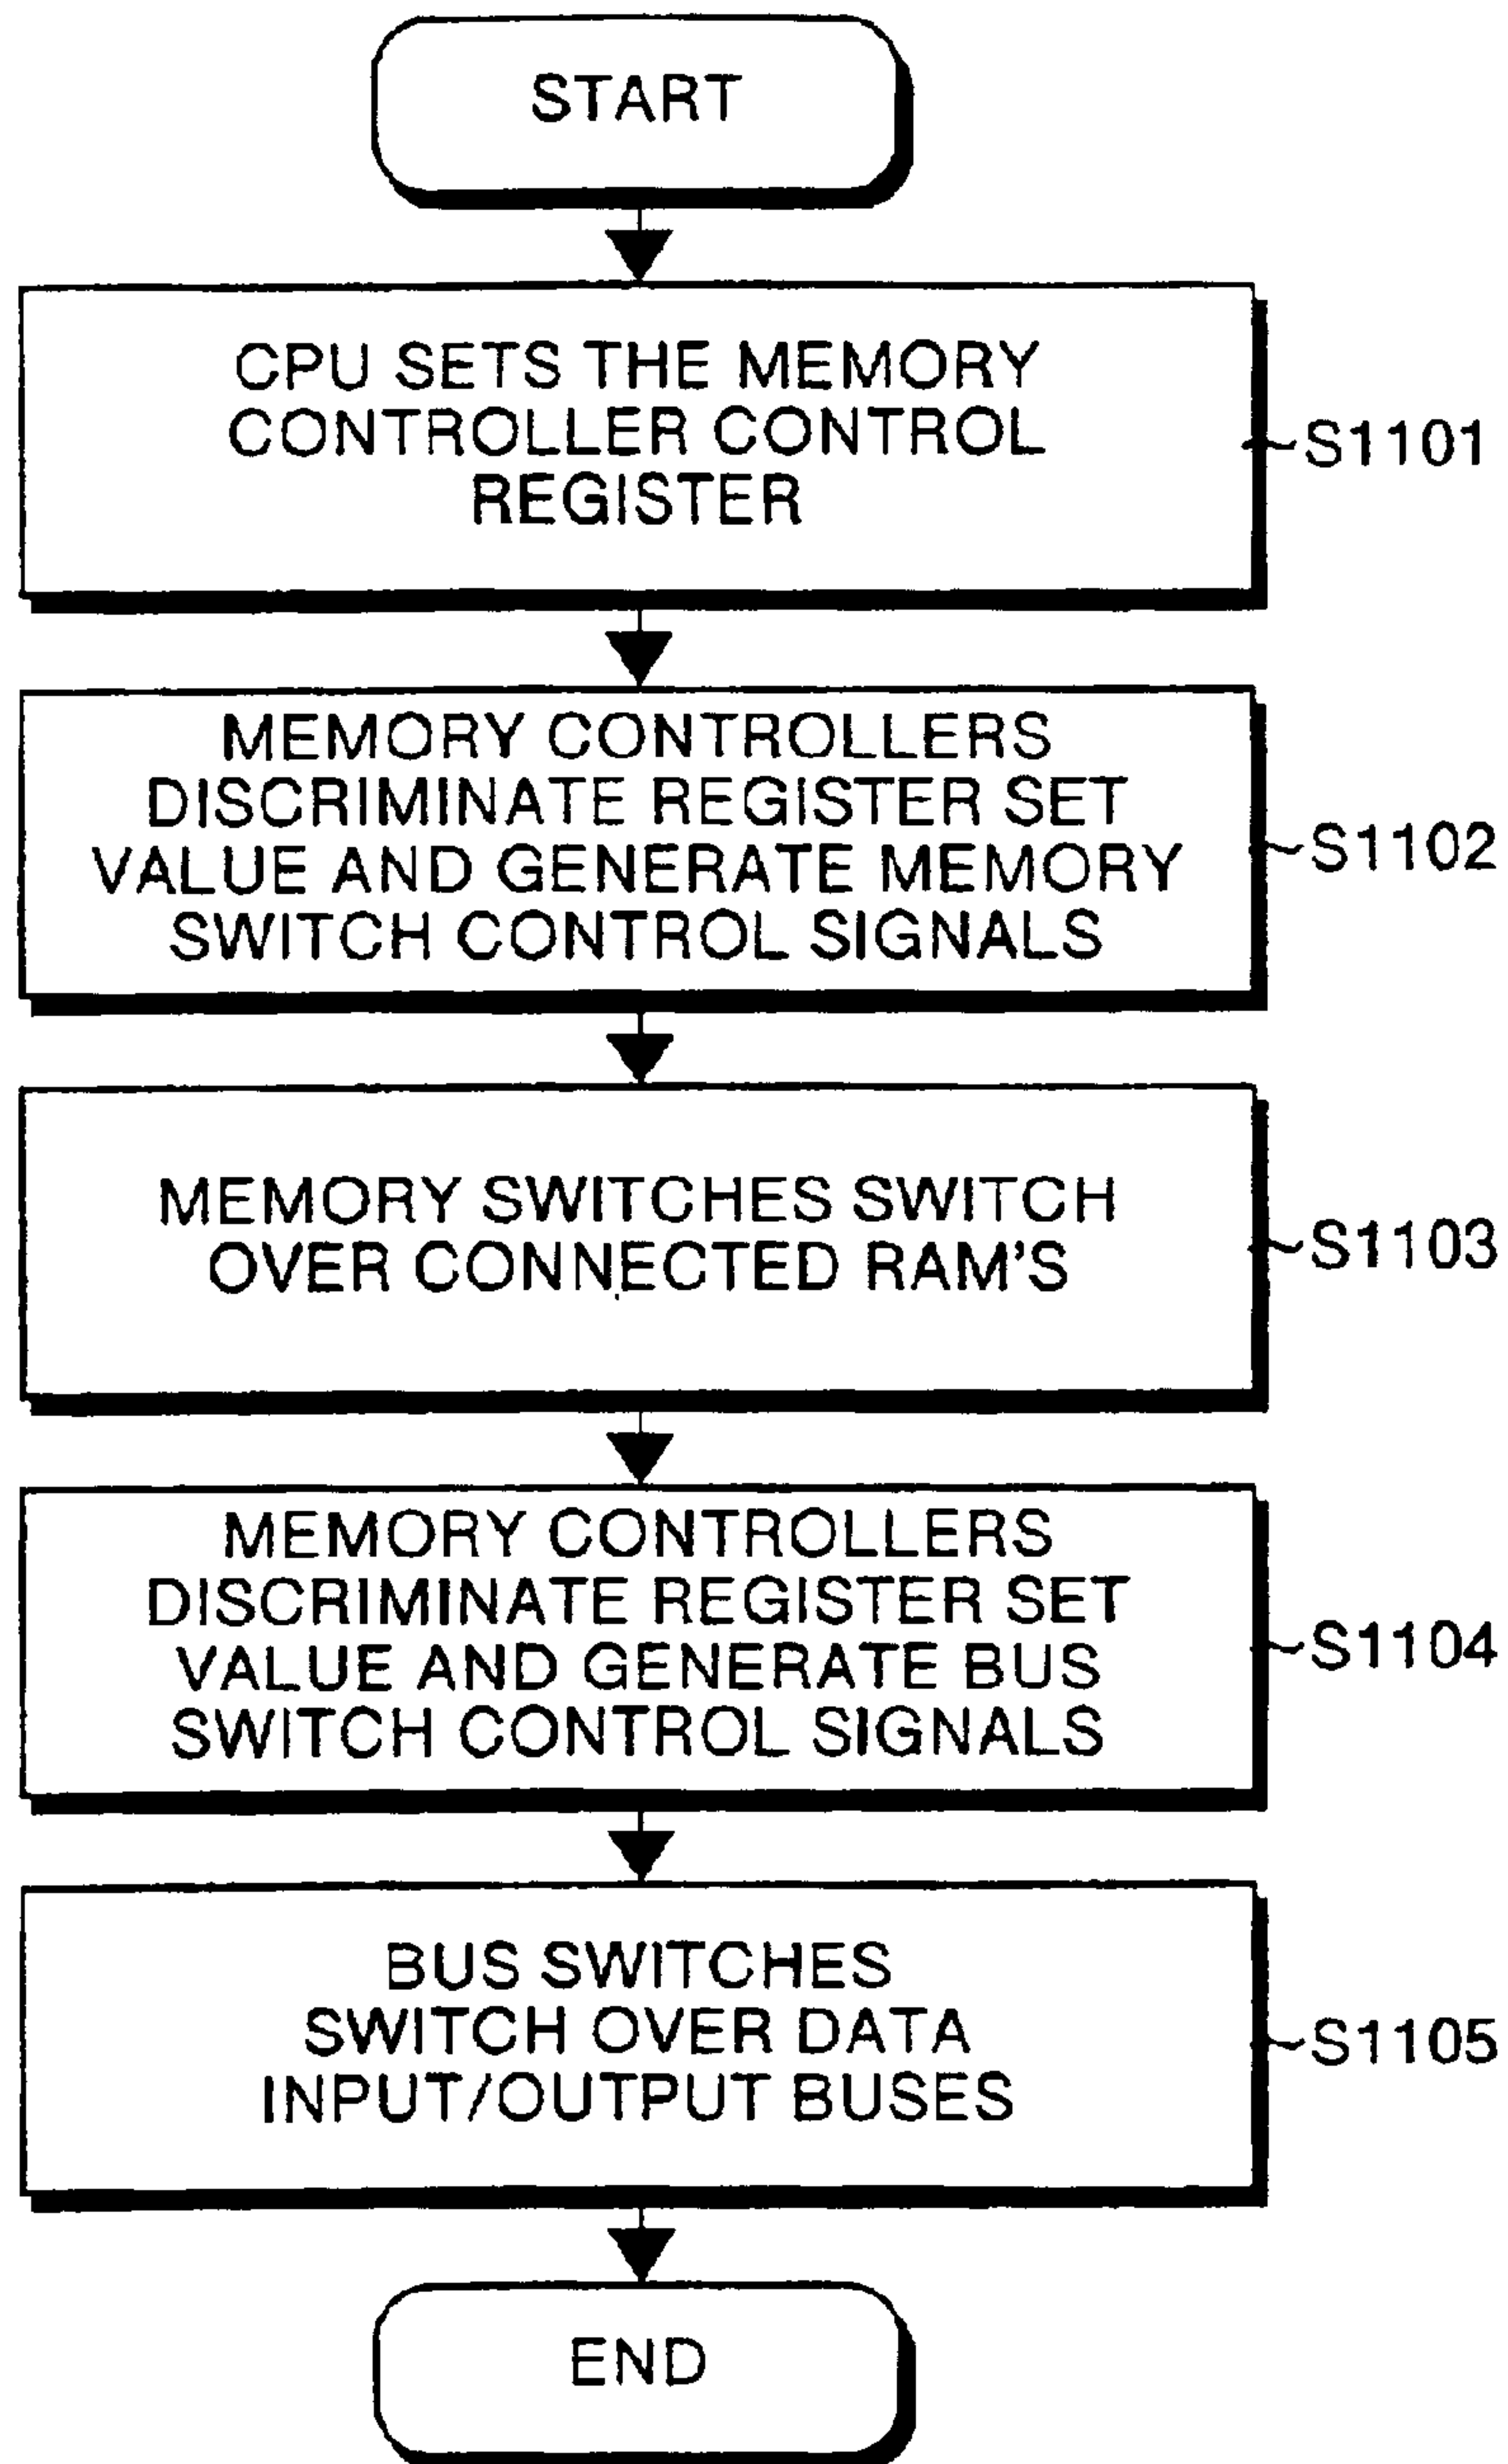 START
CPU SETS THE MEMORY
CONTROLLER CONTROL
REGISTER
S1101
MEMORY CONTROLLERS
DISCRIMINATE REGISTER SET
VALUE AND GENERATE MEMORY
SWITCH CONTROL SIGNALS
S1102
MEMORY SWITCHES SWITCH
OVER CONNECTED RAM'S
S1103
MEMORY CONTROLLERS
DISCRIMINATE REGISTER SET
VALUE AND GENERATE BUS
SWITCH CONTROL SIGNALS
S1104
BUS SWITCHES
SWITCH OVER DATA
INPUT/OUTPUT BUSES
S1105
END